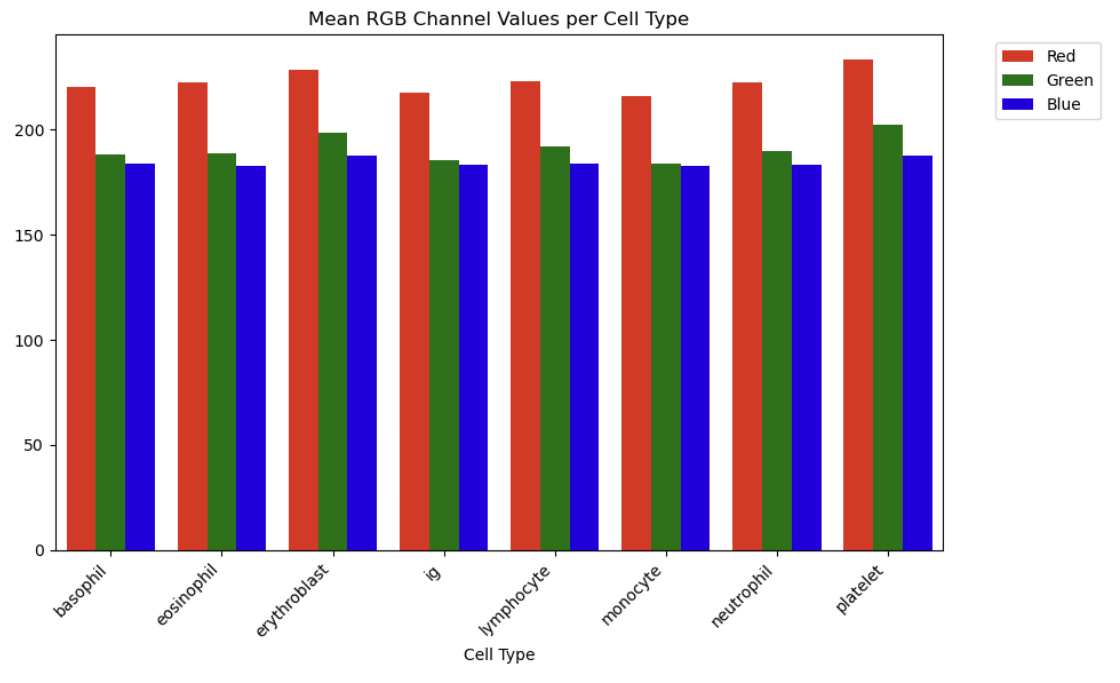 Mean RGB Channel Values per Cell Type
Red
Green
Blue
200
150
100
50
0
basophil
eosinophil
erythroblast
ig
lymphocyte
monocyte
neutrophil
platelet
Cell Type